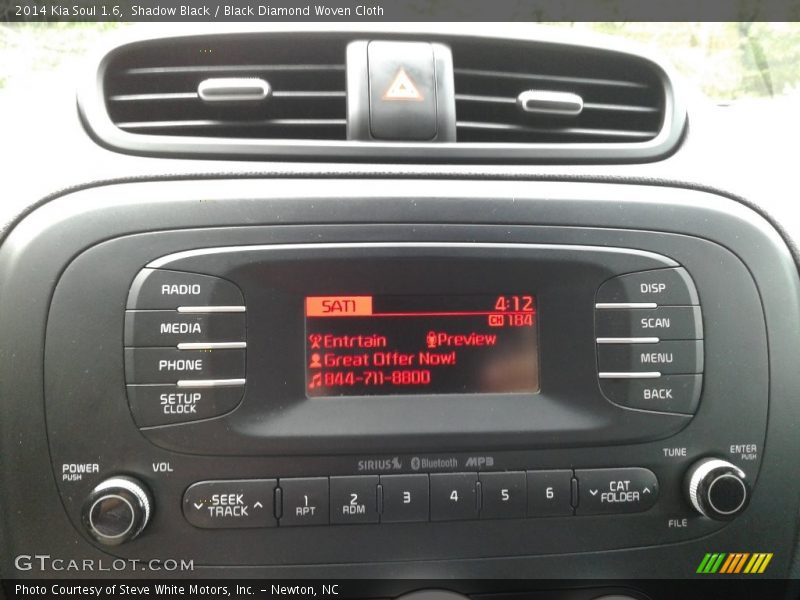 2014 Kia Soul 1.6,  Shadow Black / Black Diamond Woven Cloth
RADIO
MEDIA
PHONE
SETUP
CLOCK
SAT1
4:12
CH 184
Entrtain
Preview
Great Offer Now!
844-711-8800
DISP
SCAN
MENU
BACK
SIRIUS Bluetooth MP3
POWER
PUSH
VOL
TUNE
ENTER
PUSH
SEEK
TRACK
1
RPT
2
RDM
3
4
5
6
CAT
FOLDER
FILE
GTCARLOT.COM
Photo Courtesy of Steve White Motors, Inc. – Newton, NC